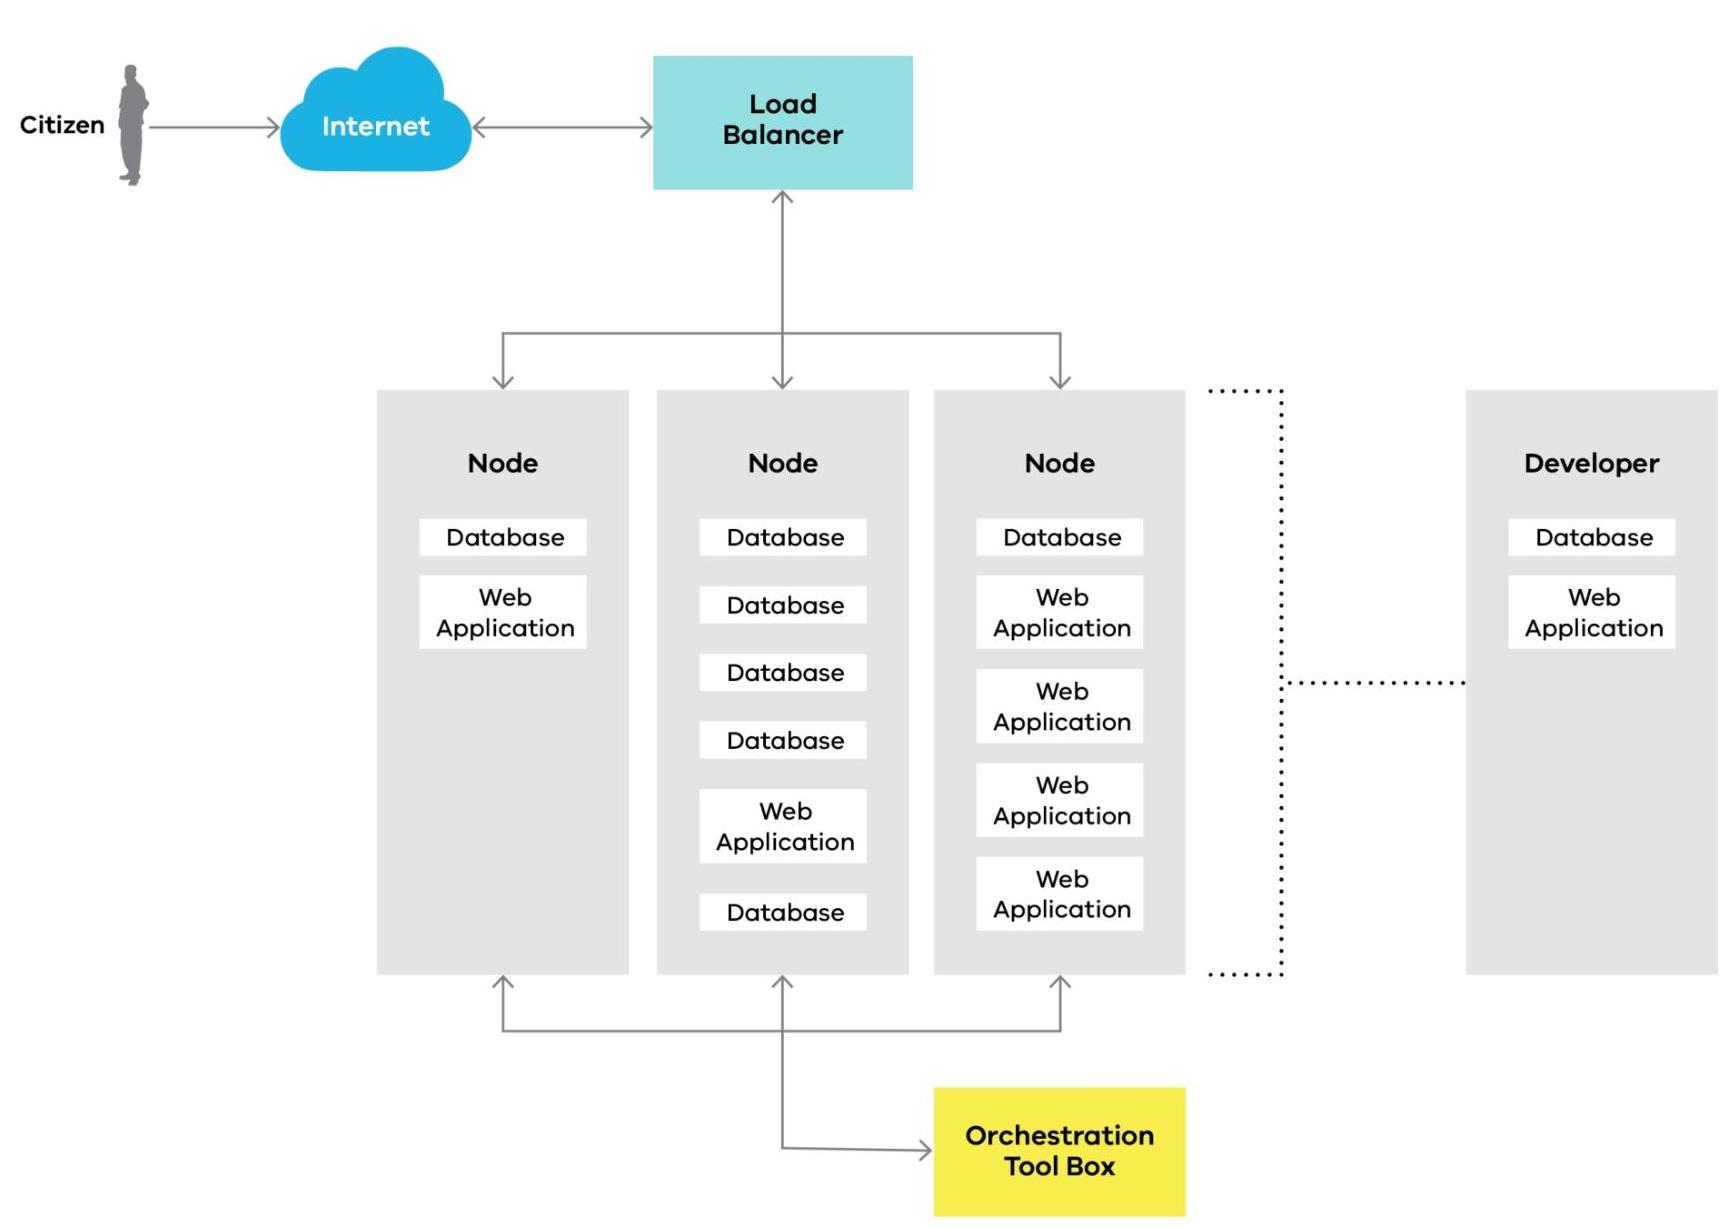 Citizen
Internet
Load
Balancer
Node
Database
Web
Application
Node
Database
Database
Database
Database
Web
Application
Database
Node
Database
Web
Application
Web
Application
Web
Application
Web
Application
Developer
Database
Web
Application
Orchestration
Tool Box